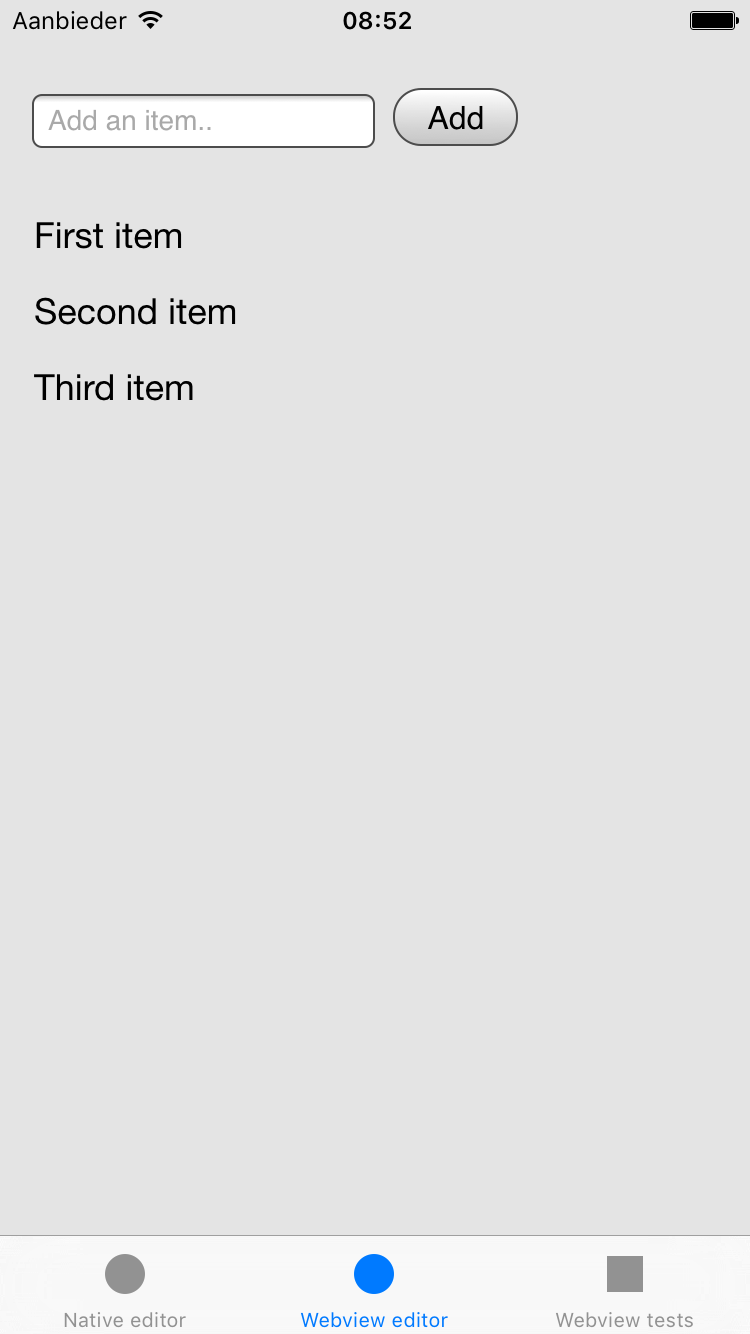 Aanbieder 08:52
Add an item.. Add
First item
Second item
Third item
Native editor Webview editor Webview tests